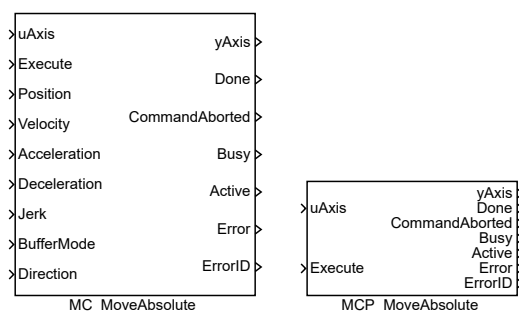 uAxis
Execute
Position
Velocity
Acceleration
Deceleration
Jerk
BufferMode
Direction
yAxis
Done
CommandAborted
Busy
Active
Error
ErrorID
MC_MoveAbsolute
uAxis
Execute
yAxis
Done
CommandAborted
Busy
Active
Error
ErrorID
MCP_MoveAbsolute